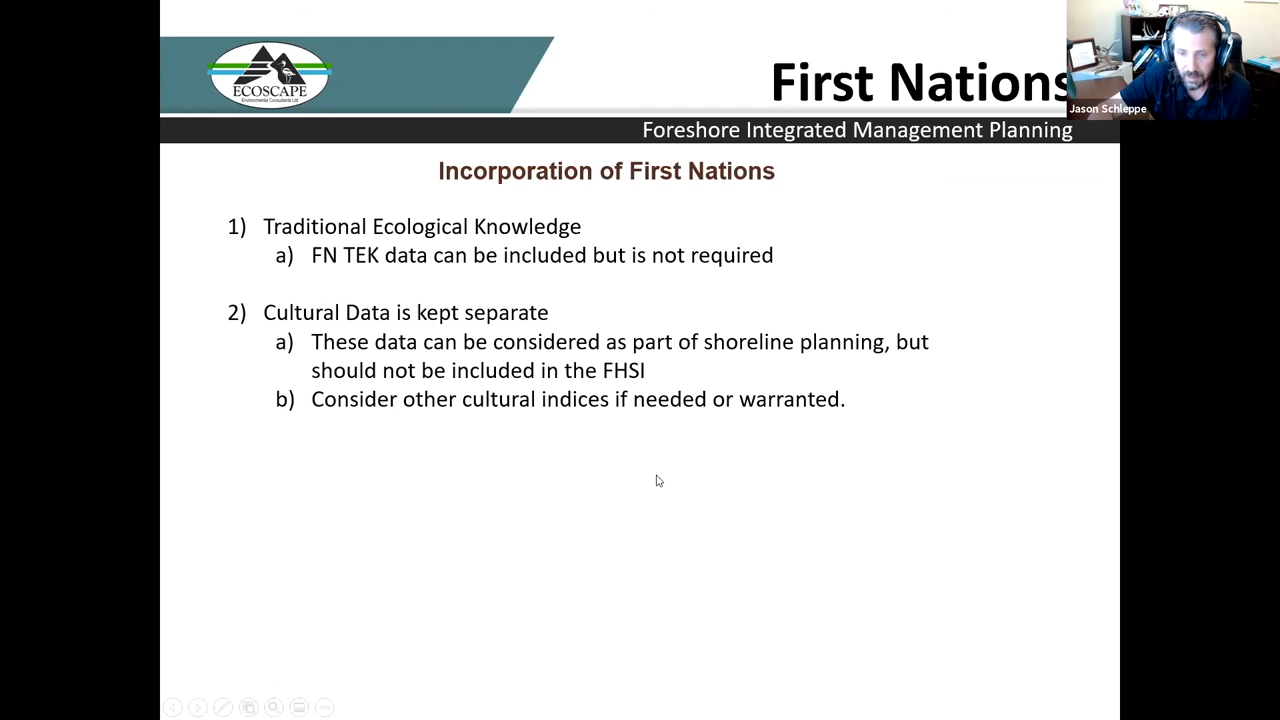 ECOSCAPE
Environmental Consultants Ltd
First Nations
Jason Schleppe
Foreshore Integrated Management Planning
Incorporation of First Nations
1) Traditional Ecological Knowledge
a) FN TEK data can be included but is not required
2) Cultural Data is kept separate
a) These data can be considered as part of shoreline planning, but
should not be included in the FHSI
b) Consider other cultural indices if needed or warranted.